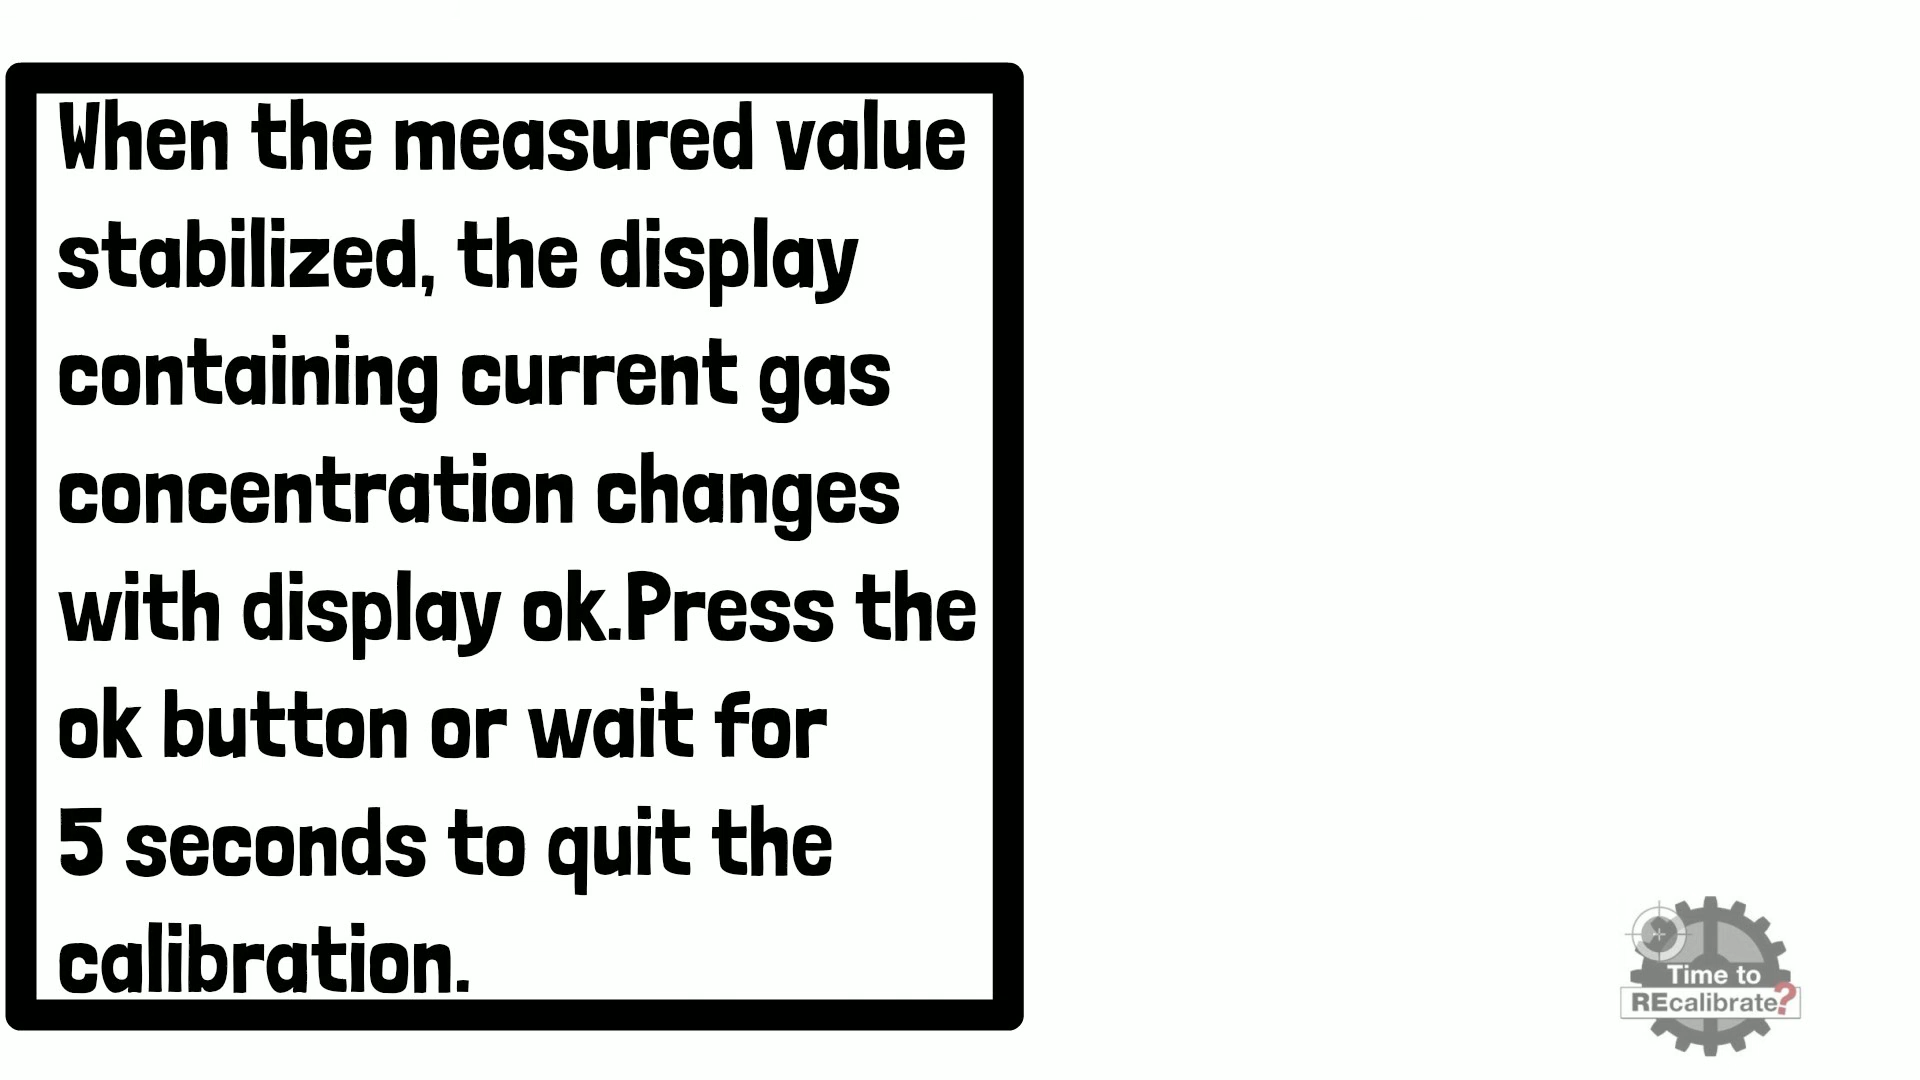 When the measured value
stabilized, the display
containing current gas
concentration changes
with display ok.Press the
ok button or wait for
5 seconds to quit the
calibration.
Time to
REcalibrate?